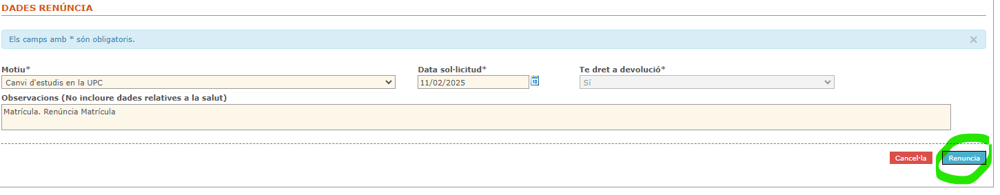 DADES RENÚNCIA
Els camps amb * són obligatoris.
×
Motiu* Data sol·licitud* Te dret a devolució*
Canvi d'estudis en la UPC 11/02/2025 10 Sí
Observacions (No incloure dades relatives a la salut)
Matrícula. Renúncia Matrícula
Cancel·la Renuncia